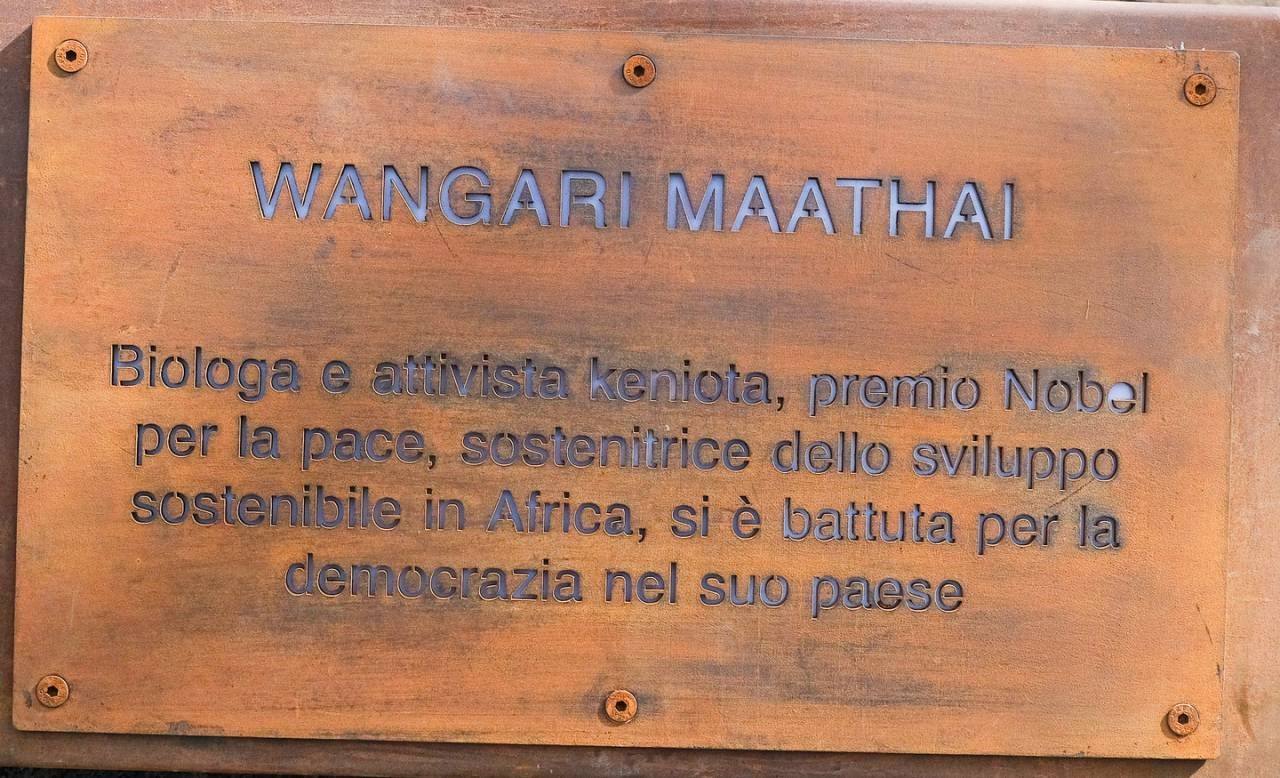 WANGARI MAATHAI
Biologa e attivista keniota, premio Nobel
per la pace, sostenitrice dello sviluppo
sostenibile in Africa, si è battuta per la
democrazia nel suo paese